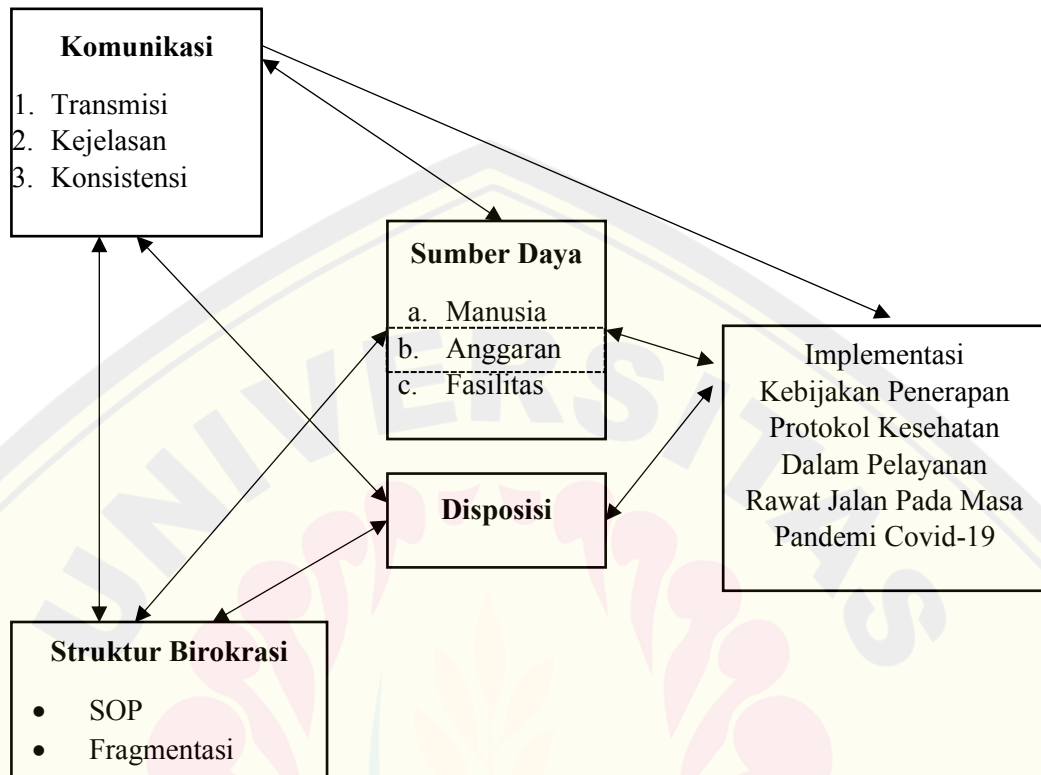 Komunikasi
1. Transmisi
2. Kejelasan
3. Konsistensi
Sumber Daya
a. Manusia
b. Anggaran
c. Fasilitas
Implementasi
Kebijakan Penerapan
Protokol Kesehatan
Dalam Pelayanan
Rawat Jalan Pada Masa
Pandemi Covid-19
Disposisi
Struktur Birokrasi
• SOP
• Fragmentasi
UNIVERSITAS